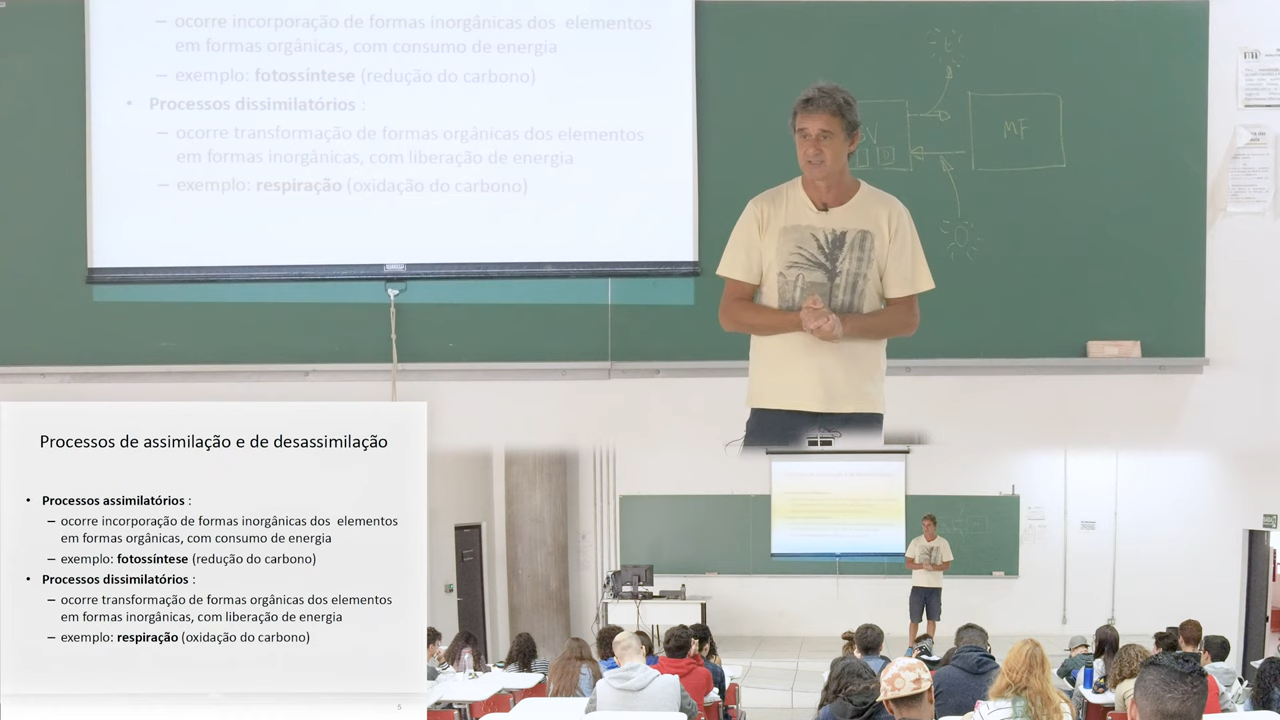 ocorre incorporação de formas inorgânicas dos elementos
em formas orgânicas, com consumo de energia
– exemplo: fotossíntese (redução do carbono)
• Processos dissimilatórios :
– ocorre transformação de formas orgânicas dos elementos
em formas inorgânicas, com liberação de energia
– exemplo: respiração (oxidação do carbono)
MF
Processos de assimilação e de desassimilação
• Processos assimilatórios :
– ocorre incorporação de formas inorgânicas dos elementos
em formas orgânicas, com consumo de energia
– exemplo: fotossíntese (redução do carbono)
• Processos dissimilatórios :
– ocorre transformação de formas orgânicas dos elementos
em formas inorgânicas, com liberação de energia
– exemplo: respiração (oxidação do carbono)
5